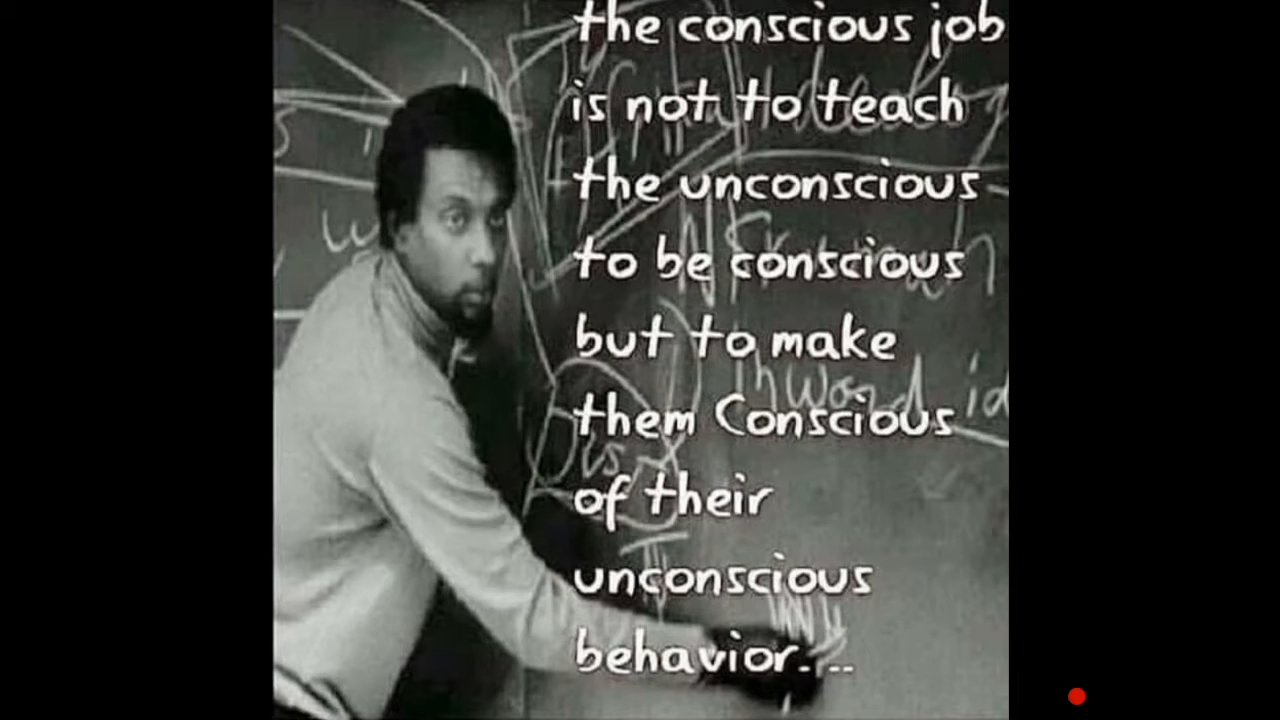 the conscious job
is not to teach
the unconscious
to be conscious
but to make
them Conscious
of their
unconscious
behavior....